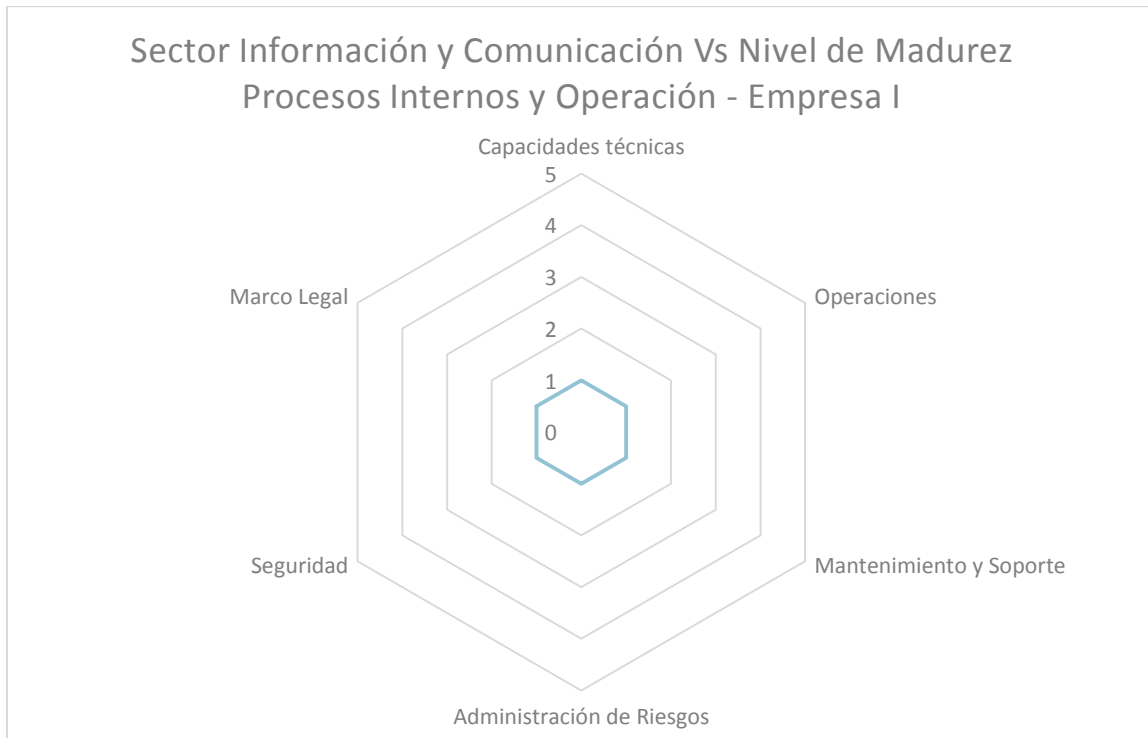 Sector Información y Comunicación Vs Nivel de Madurez
Procesos Internos y Operación - Empresa I
Capacidades técnicas
5
4
3
2
1
0
Marco Legal
Operaciones
Seguridad
Mantenimiento y Soporte
Administración de Riesgos